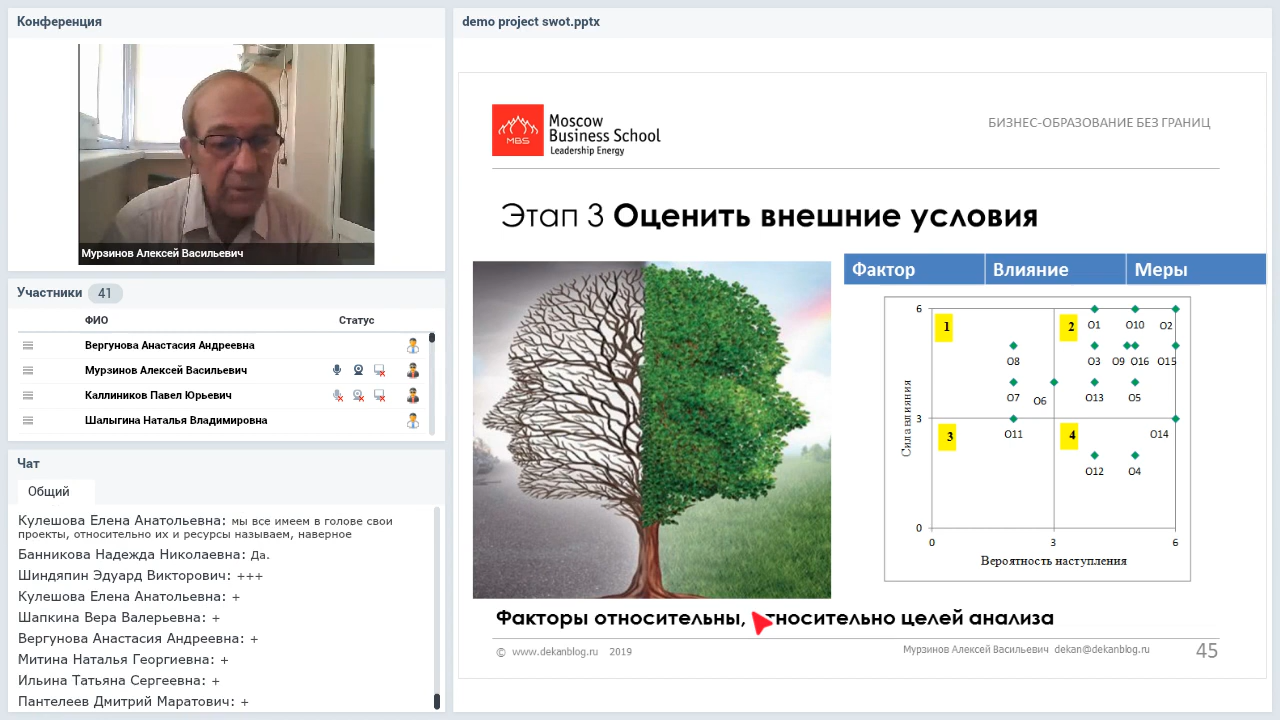 Конференция
Мурзинов Алексей Васильевич
Участники 41
ФИО Статус
Вергунова Анастасия Андреевна
Мурзинов Алексей Васильевич
Каллиников Павел Юрьевич
Шалыгина Наталья Владимировна
Чат
Общий
Кулешова Елена Анатольевна: мы все имеем в голове свои
проекты, относительно их и ресурсы называем, наверное
Банникова Надежда Николаевна: Да.
Шиндяпин Эдуард Викторович: +++
Кулешова Елена Анатольевна: +
Шапкина Вера Валерьевна: +
Вергунова Анастасия Андреевна: +
Митина Наталья Георгиевна: +
Ильина Татьяна Сергеевна: +
Пантелеев Дмитрий Маратович: +
demo project swot.pptx
MBS
Moscow
Business School
Leadership Energy
БИЗНЕС-ОБРАЗОВАНИЕ БЕЗ ГРАНИЦ
Этап 3 Оценить внешние условия
Фактор Влияние Меры
6
1 2
O1 O10 O2
O8 O3 O9 O16 O15
O7 O6 O13 O5
3
3 4
O11 O14
O12 O4
0
0 3 6
Сила влияния
Вероятность наступления
Факторы относительны, тносительно целей анализа
© www.dekanblog.ru 2019
Мурзинов Алексей Васильевич dekan@dekanblog.ru
45